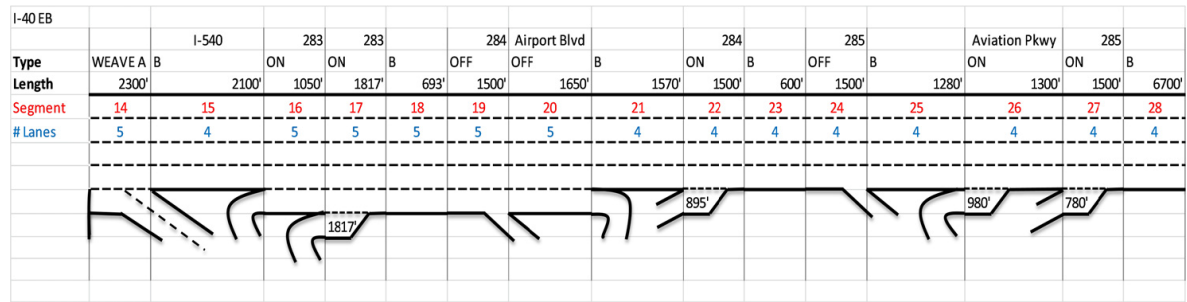 I-40 EB
I-540 283 283 284 Airport Blvd 284 285 Aviation Pkwy 285
Type WEAVE A B ON ON B OFF OFF B ON B OFF B ON ON B
Length 2300' 2100' 1050' 1817' 693' 1500' 1650' 1570' 1500' 600' 1500' 1280' 1300' 1500' 6700'
Segment 14 15 16 17 18 19 20 21 22 23 24 25 26 27 28
# Lanes 5 4 5 5 5 5 5 4 4 4 4 4 4 4 4
895' 980' 780'
1817'